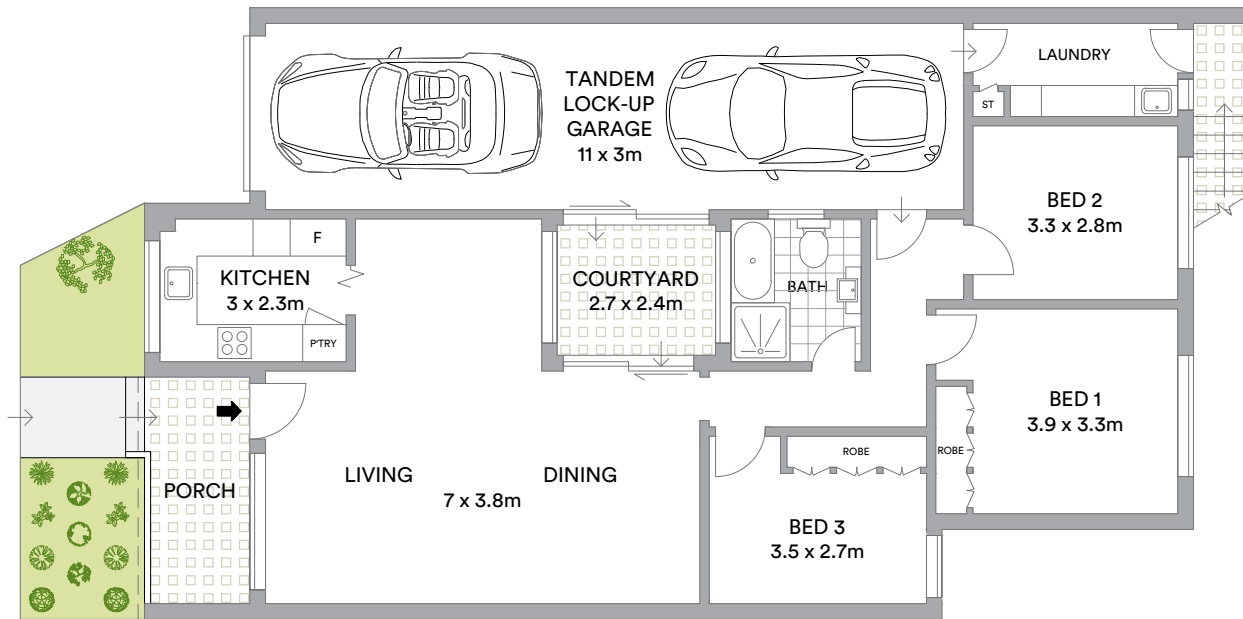 TANDEM
LOCK-UP
GARAGE
11 x 3m
LAUNDRY
ST
BED 2
3.3 x 2.8m
F
KITCHEN
3 x 2.3m
P'TRY
COURTYARD
2.7 x 2.4m
BATH
BED 1
3.9 x 3.3m
ROBE
ROBE
PORCH
LIVING
DINING
7 x 3.8m
BED 3
3.5 x 2.7m